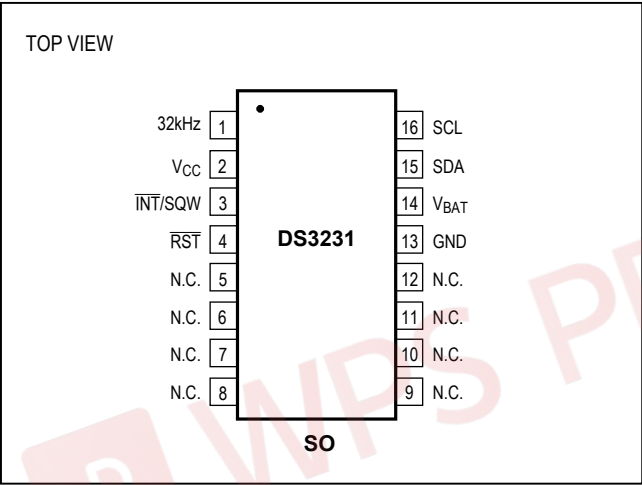 TOP VIEW
32kHz 1 16 SCL
VCC 2 15 SDA
INT/SQW 3 14 VBAT
RST 4 DS3231 13 GND
N.C. 5 12 N.C.
N.C. 6 11 N.C.
N.C. 7 10 N.C.
N.C. 8 9 N.C.
SO
WPS